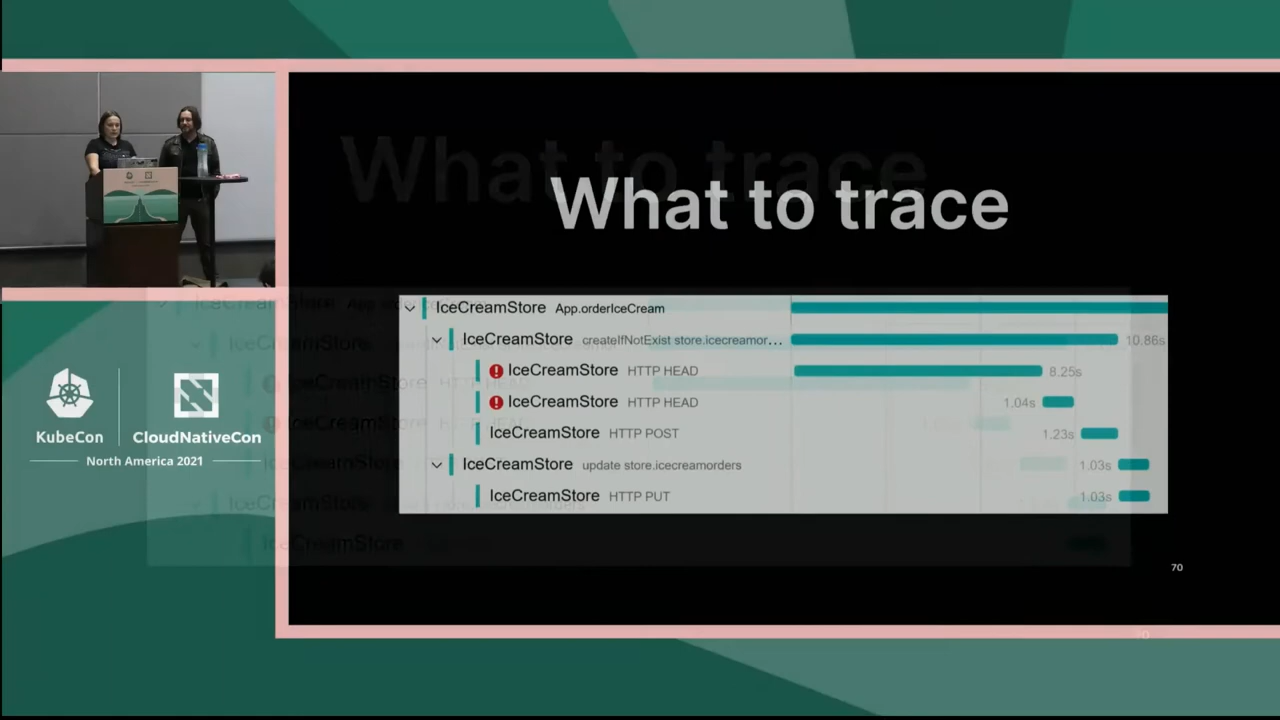 What to trace
IceCreamStore App.orderIceCream
IceCreamStore createIfNotExist store.icecreamor... 10.86s
IceCreamStore HTTP HEAD 8.25s
IceCreamStore HTTP HEAD 1.04s
IceCreamStore HTTP POST 1.23s
IceCreamStore update store.icecreamorders 1.03s
IceCreamStore HTTP PUT 1.03s
70
KubeCon
CloudNativeCon
North America 2021